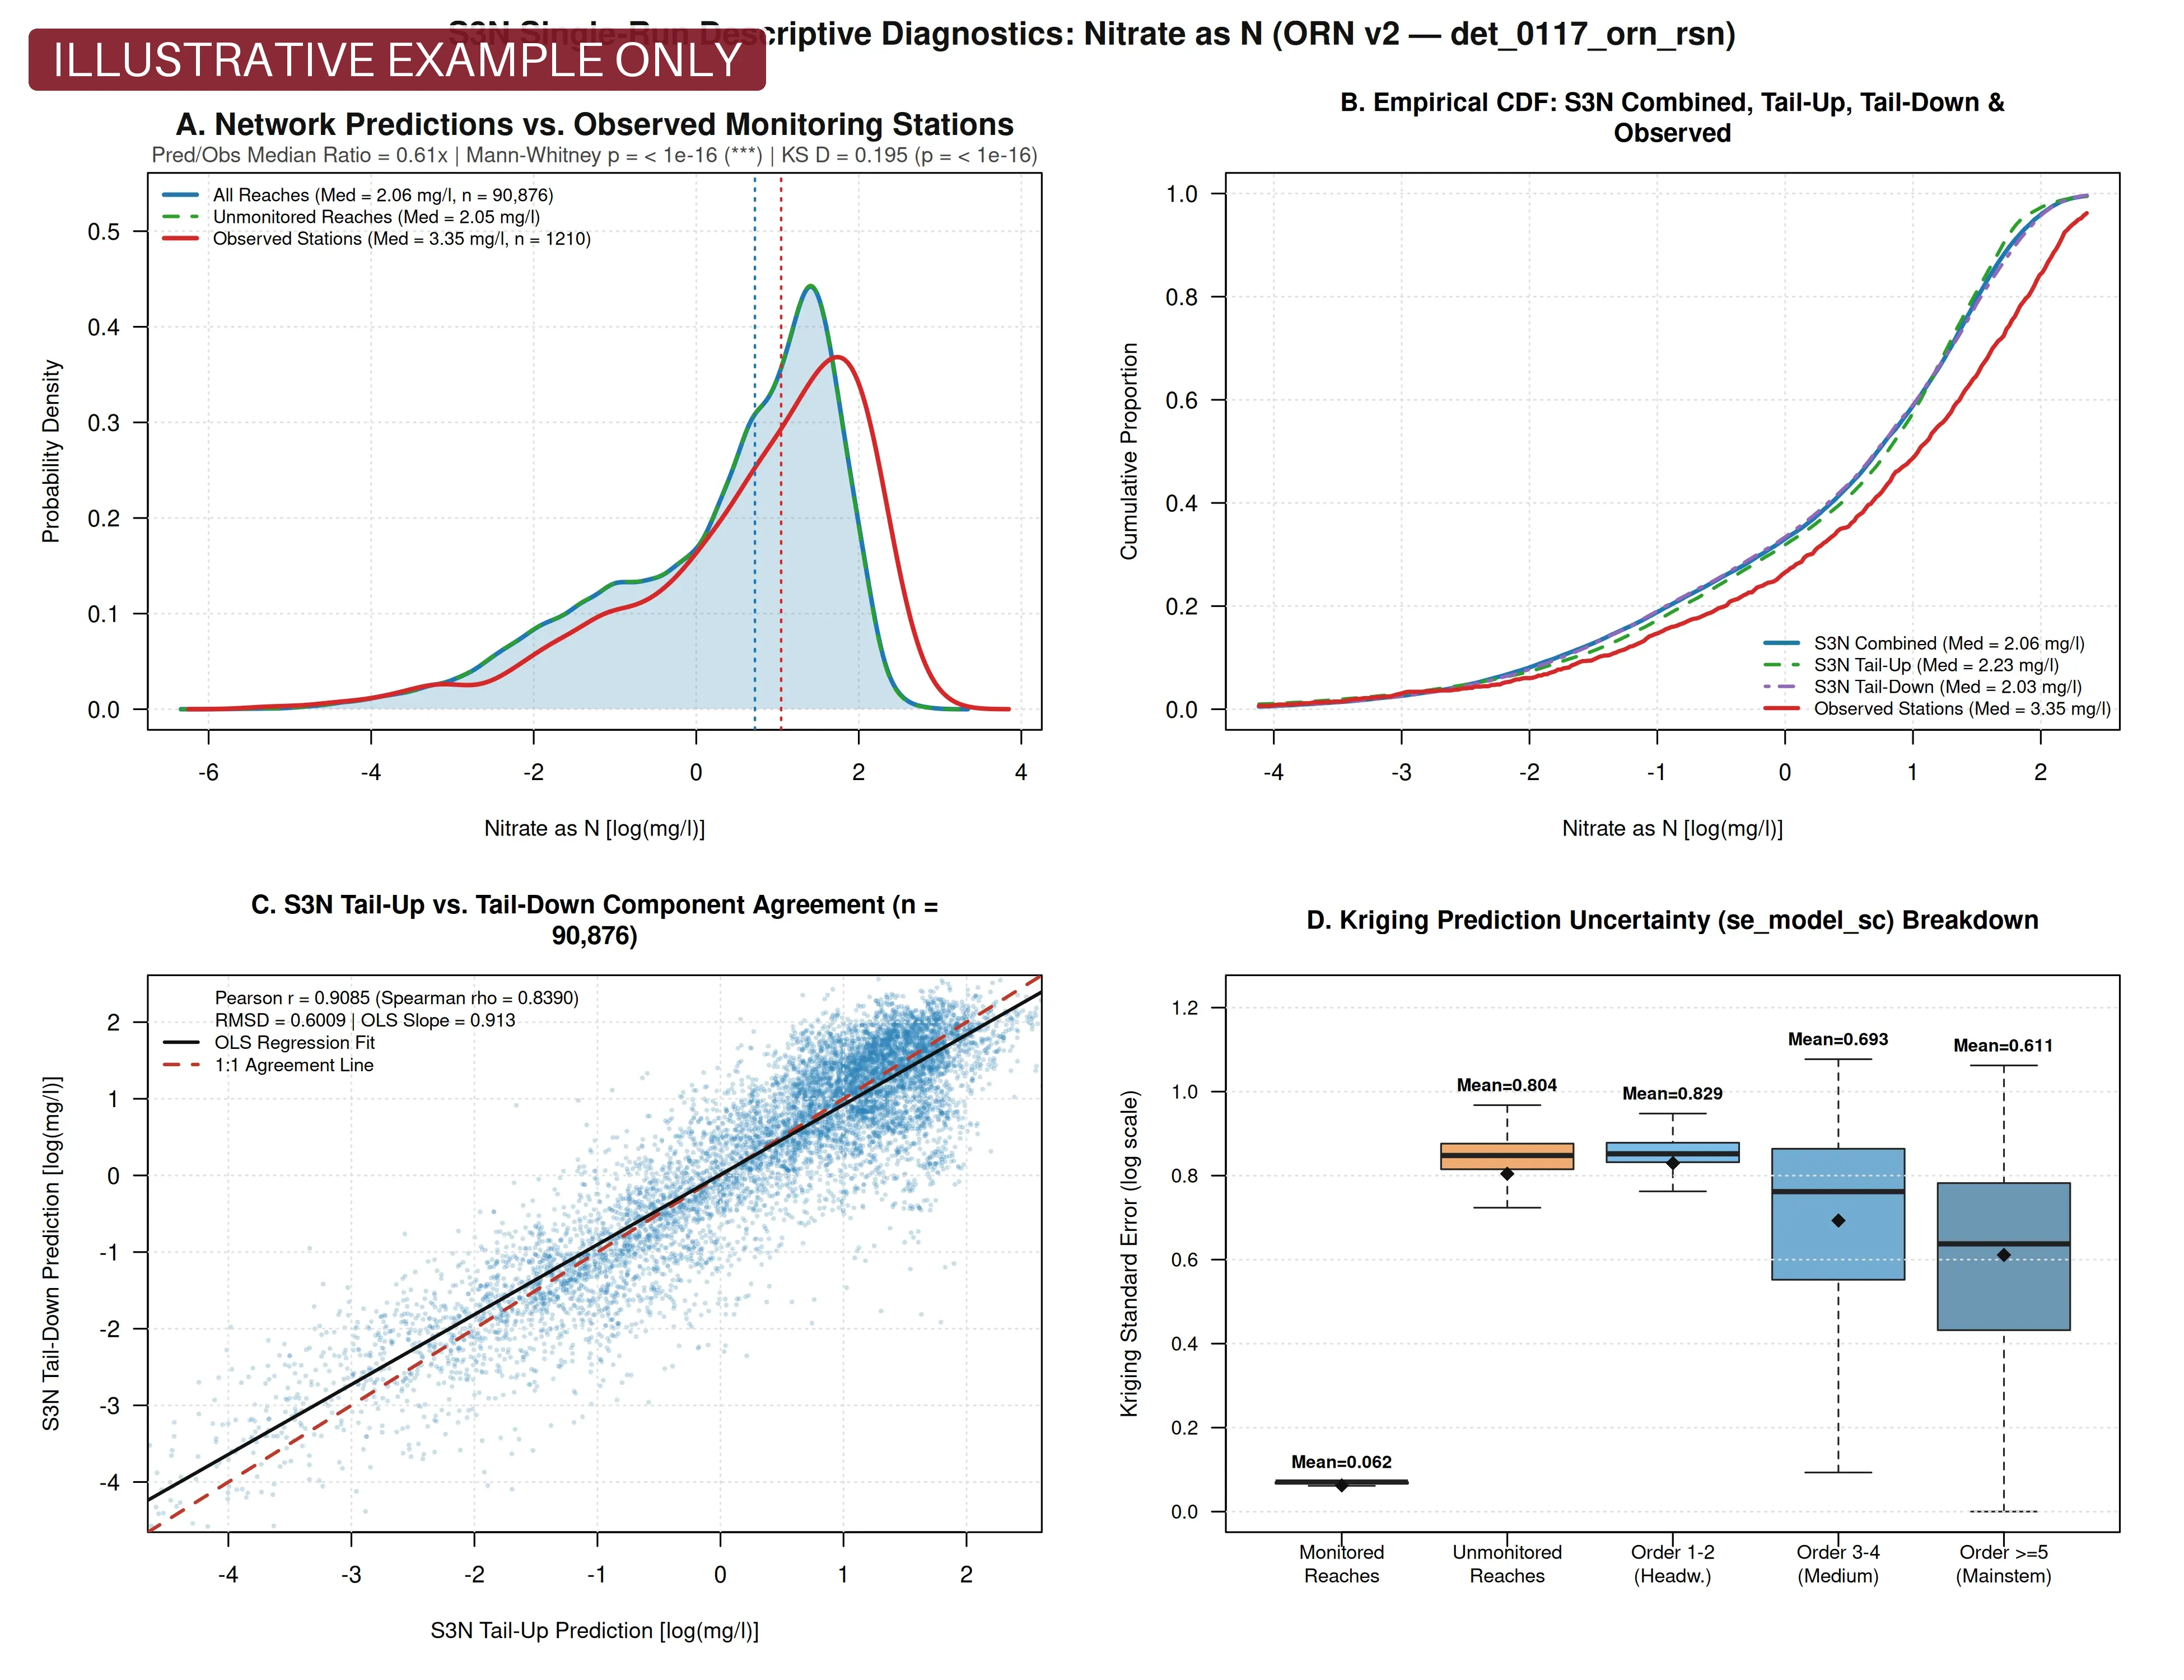 S3N Single-Run Descriptive Diagnostics: Nitrate as N (ORN v2 — det_0117_orn_rsn)
ILLUSTRATIVE EXAMPLE ONLY
A. Network Predictions vs. Observed Monitoring Stations
Pred/Obs Median Ratio = 0.61x | Mann-Whitney p = < 1e-16 (***) | KS D = 0.195 (p = < 1e-16)
All Reaches (Med = 2.06 mg/l, n = 90,876)
Unmonitored Reaches (Med = 2.05 mg/l)
Observed Stations (Med = 3.35 mg/l, n = 1210)
Probability Density
0.5
0.4
0.3
0.2
0.1
0.0
-6 -4 -2 0 2 4
Nitrate as N [log(mg/l)]
B. Empirical CDF: S3N Combined, Tail-Up, Tail-Down &
Observed
Cumulative Proportion
1.0
0.8
0.6
0.4
0.2
0.0
S3N Combined (Med = 2.06 mg/l)
S3N Tail-Up (Med = 2.23 mg/l)
S3N Tail-Down (Med = 2.03 mg/l)
Observed Stations (Med = 3.35 mg/l)
-4 -3 -2 -1 0 1 2
Nitrate as N [log(mg/l)]
C. S3N Tail-Up vs. Tail-Down Component Agreement (n =
90,876)
Pearson r = 0.9085 (Spearman rho = 0.8390)
RMSD = 0.6009 | OLS Slope = 0.913
OLS Regression Fit
1:1 Agreement Line
S3N Tail-Down Prediction [log(mg/l)]
2
1
0
-1
-2
-3
-4
-4 -3 -2 -1 0 1 2
S3N Tail-Up Prediction [log(mg/l)]
D. Kriging Prediction Uncertainty (se_model_sc) Breakdown
Kriging Standard Error (log scale)
1.2
1.0
0.8
0.6
0.4
0.2
0.0
Mean=0.062
Mean=0.804
Mean=0.829
Mean=0.693
Mean=0.611
Monitored
Reaches
Unmonitored
Reaches
Order 1-2
(Headw.)
Order 3-4
(Medium)
Order >=5
(Mainstem)